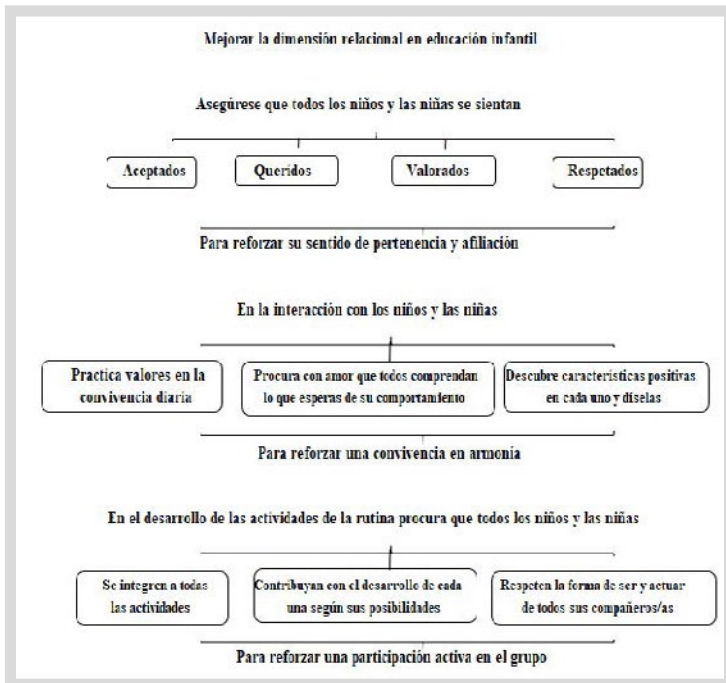 Mejorar la dimensión relacional en educación infantil
Asegúrese que todos los niños y las niñas se sientan
Aceptados
Queridos
Valorados
Respetados
Para reforzar su sentido de pertenencia y afiliación
En la interacción con los niños y las niñas
Practica valores en la
convivencia diaria
Procura con amor que todos comprendan
lo que esperas de su comportamiento
Descubre características positivas
en cada uno y díselas
Para reforzar una convivencia en armonía
En el desarrollo de las actividades de la rutina procura que todos los niños y las niñas
Se integren a todas
las actividades
Contribuyan con el desarrollo de cada
una según sus posibilidades
Respeten la forma de ser y actuar
de todos sus compañeros/as
Para reforzar una participación activa en el grupo